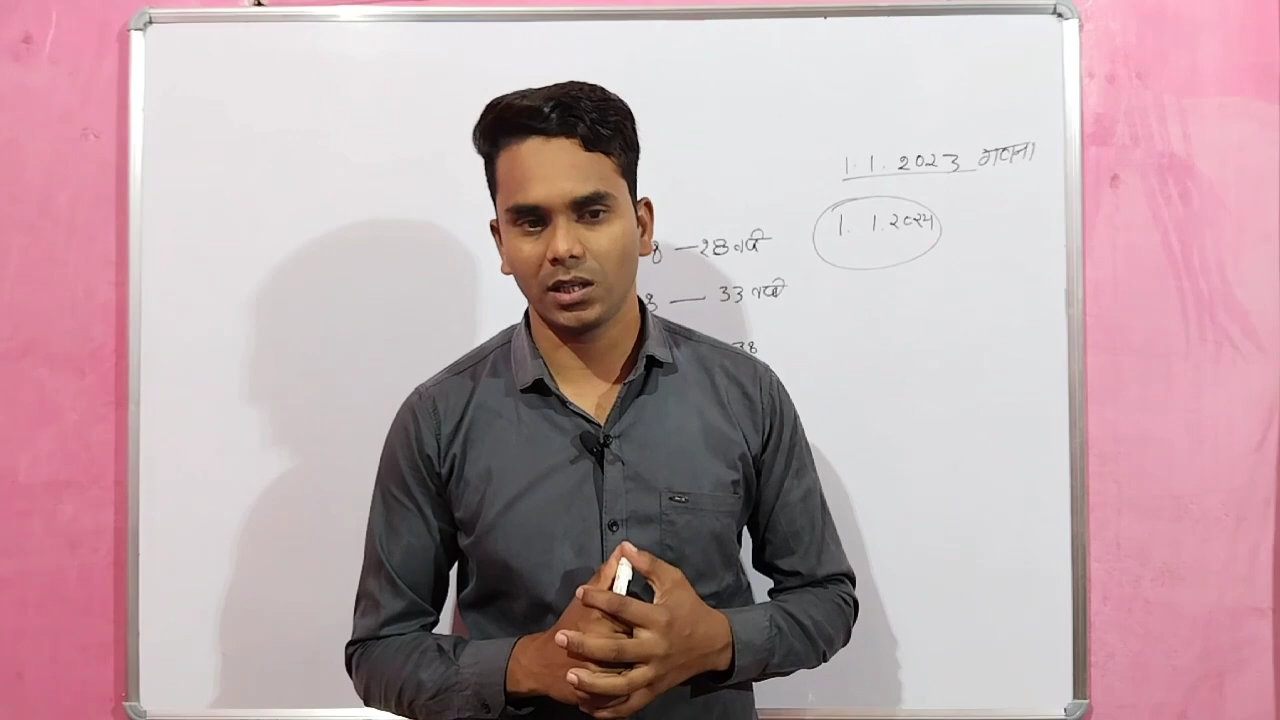 1.1.2023 गणना
1.1.2024
8 — 28 वर्ष
8 — 33 वर्ष
38